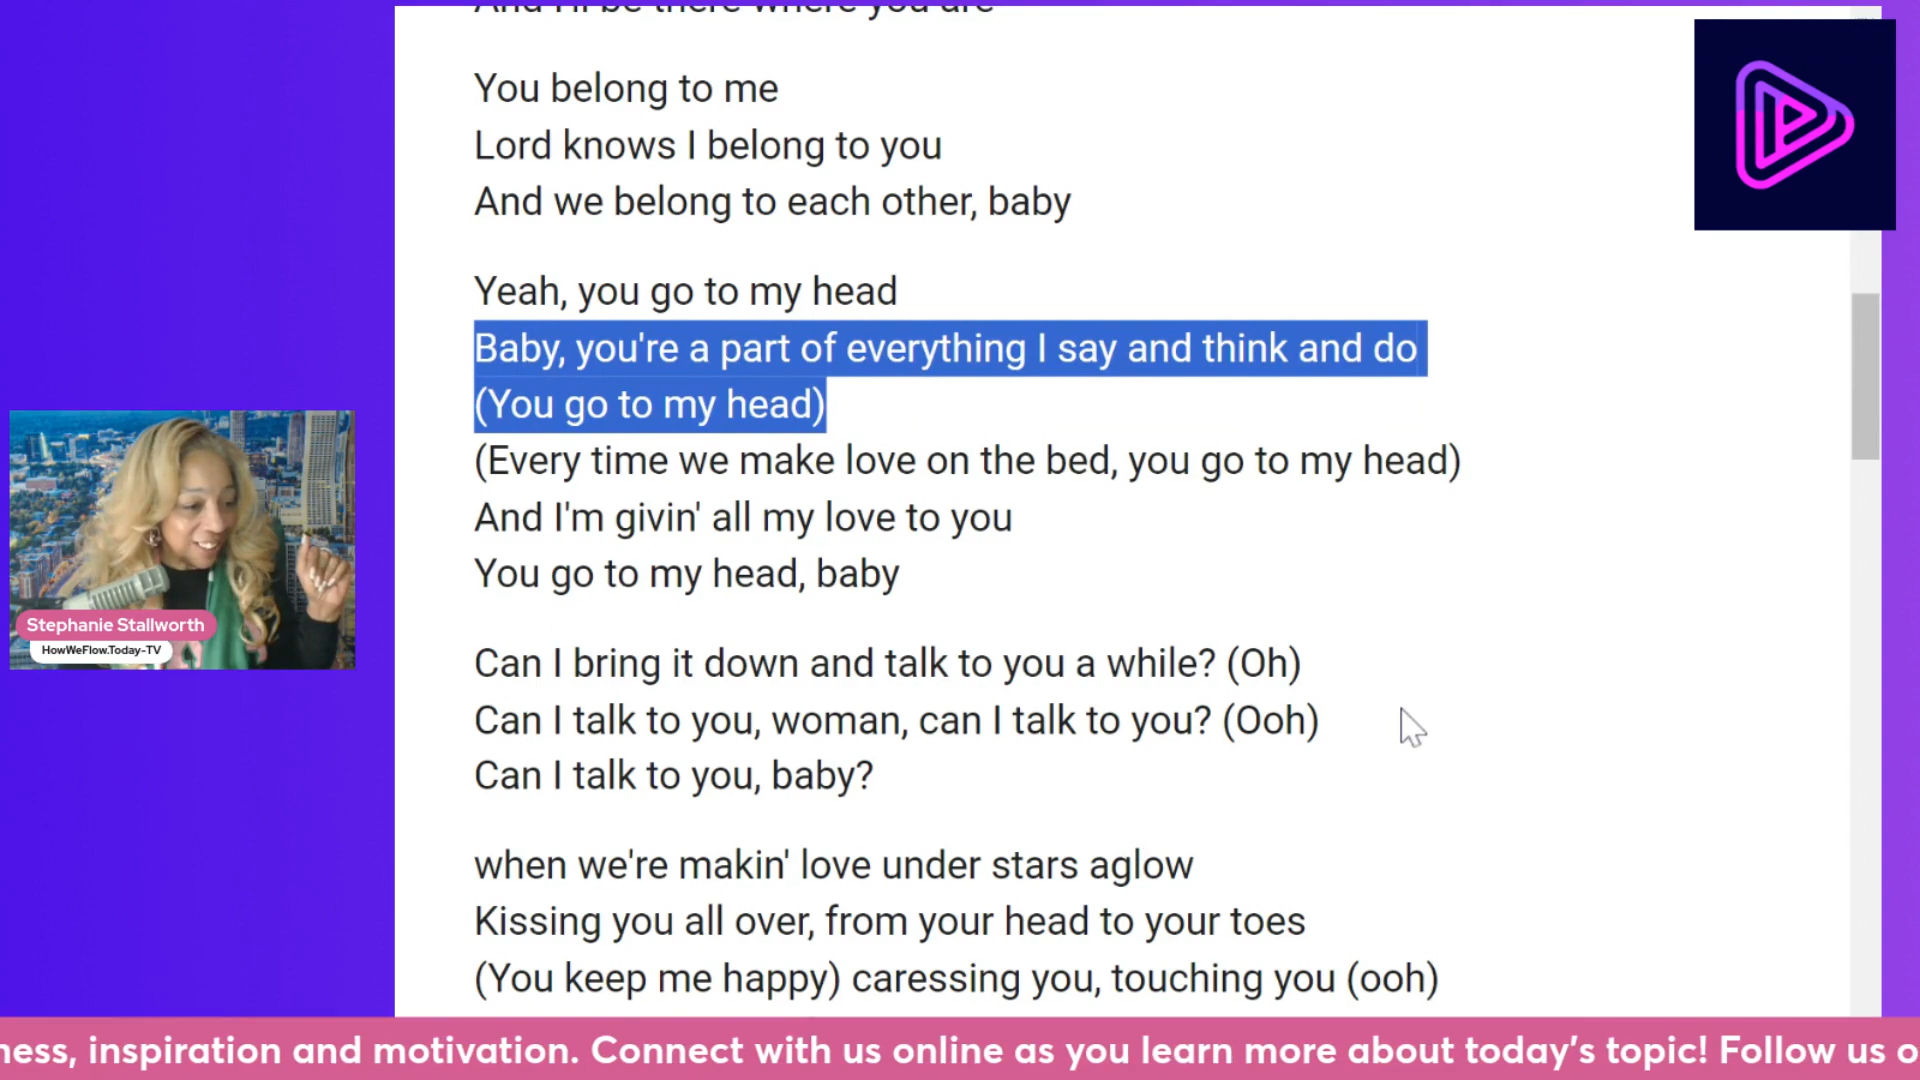 And I'll be there where you are
You belong to me
Lord knows I belong to you
And we belong to each other, baby
Yeah, you go to my head
Baby, you're a part of everything I say and think and do
(You go to my head)
(Every time we make love on the bed, you go to my head)
And I'm givin' all my love to you
You go to my head, baby
Can I bring it down and talk to you a while? (Oh)
Can I talk to you, woman, can I talk to you? (Ooh)
Can I talk to you, baby?
when we're makin' love under stars aglow
Kissing you all over, from your head to your toes
(You keep me happy) caressing you, touching you (ooh)
Stephanie Stallworth
HowWeFlow.Today-TV
ness, inspiration and motivation. Connect with us online as you learn more about today's topic! Follow us o